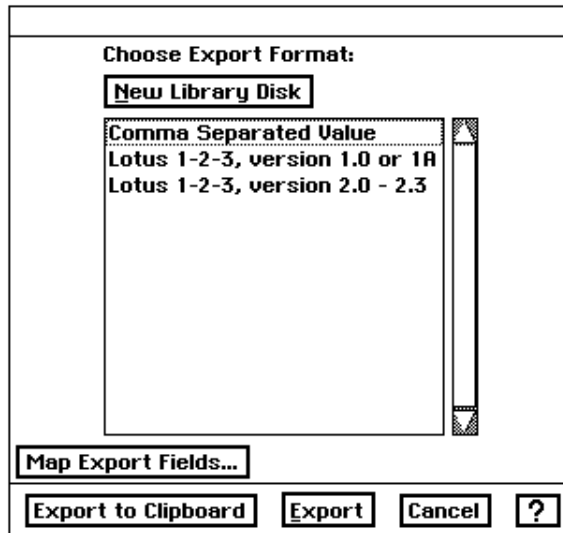 Choose Export Format:
New Library Disk
Comma Separated Value
Lotus 1-2-3, version 1.0 or 1A
Lotus 1-2-3, version 2.0 - 2.3
Map Export Fields...
Export to Clipboard Export Cancel ?